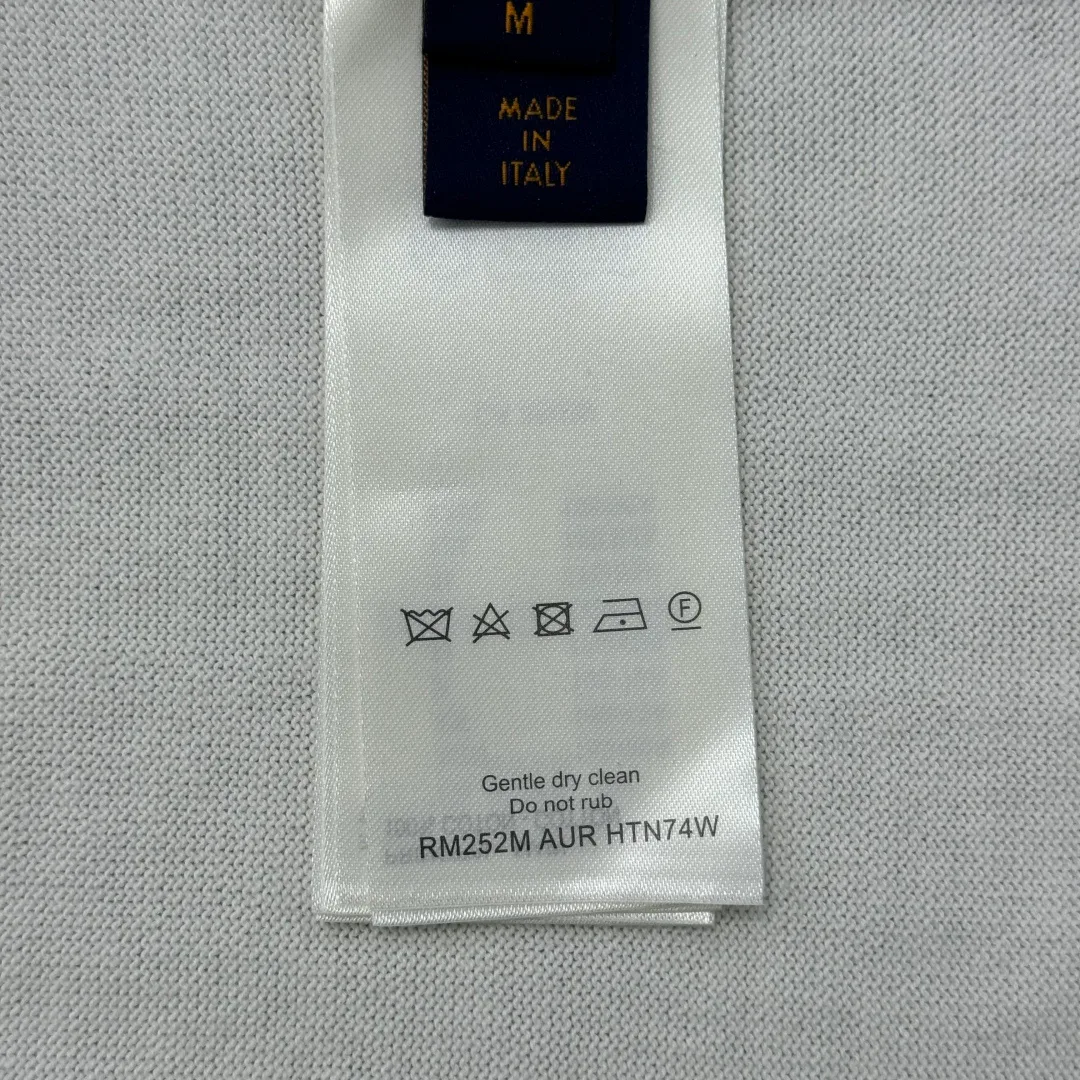 M
MADE
IN
ITALY
F
Gentle dry clean
Do not rub
RM252M AUR HTN74W